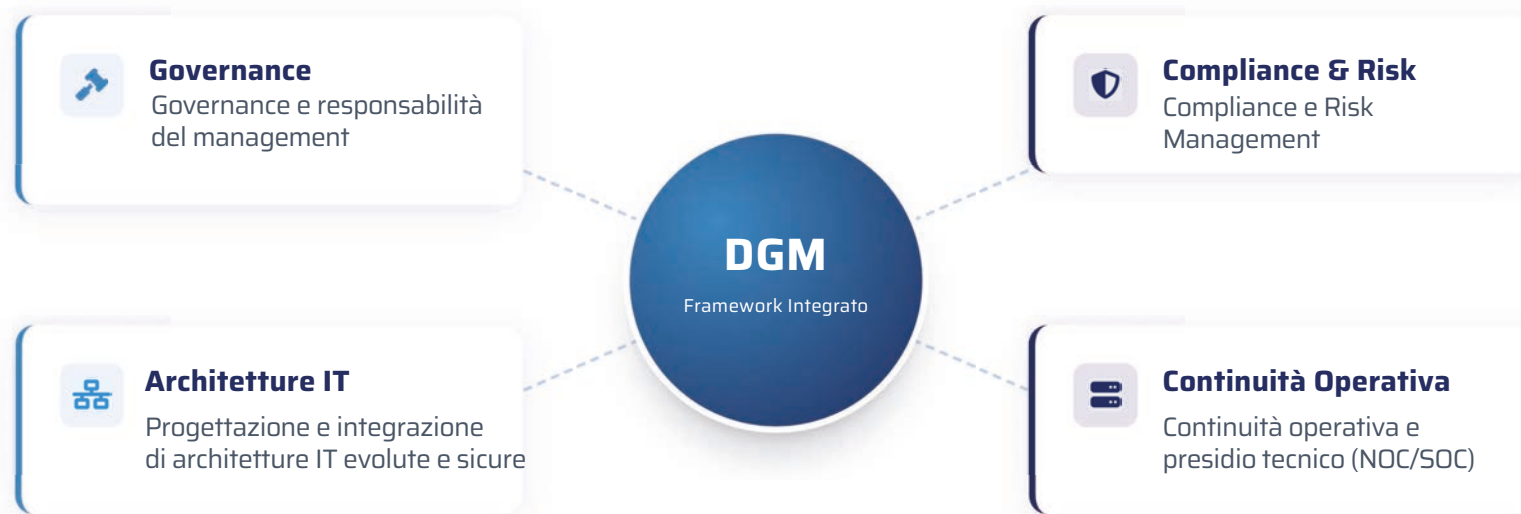 Governance
Governance e responsabilità
del management
Compliance & Risk
Compliance e Risk
Management
DGM
Framework Integrato
Architetture IT
Progettazione e integrazione
di architetture IT evolute e sicure
Continuità Operativa
Continuità operativa e
presidio tecnico (NOC/SOC)